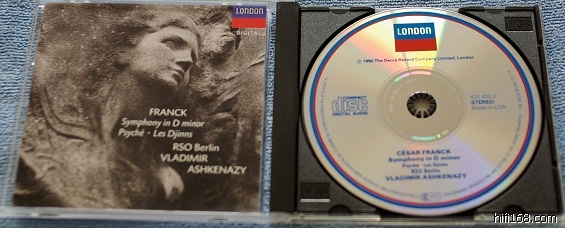 LONDON
DIGITAL
FRANCK
Symphony in D minor
Psyché · Les Djinns
RSO Berlin
VLADIMIR
ASHKENAZY
LONDON
1990 The Decca Record Company Limited, London
COMPACT
disc
DIGITAL AUDIO
STEREO
Made in USA
CÉSAR FRANCK
Symphony in D minor
Psyché · Les Djinns
RSO Berlin
VLADIMIR ASHKENAZY
hifi168.com